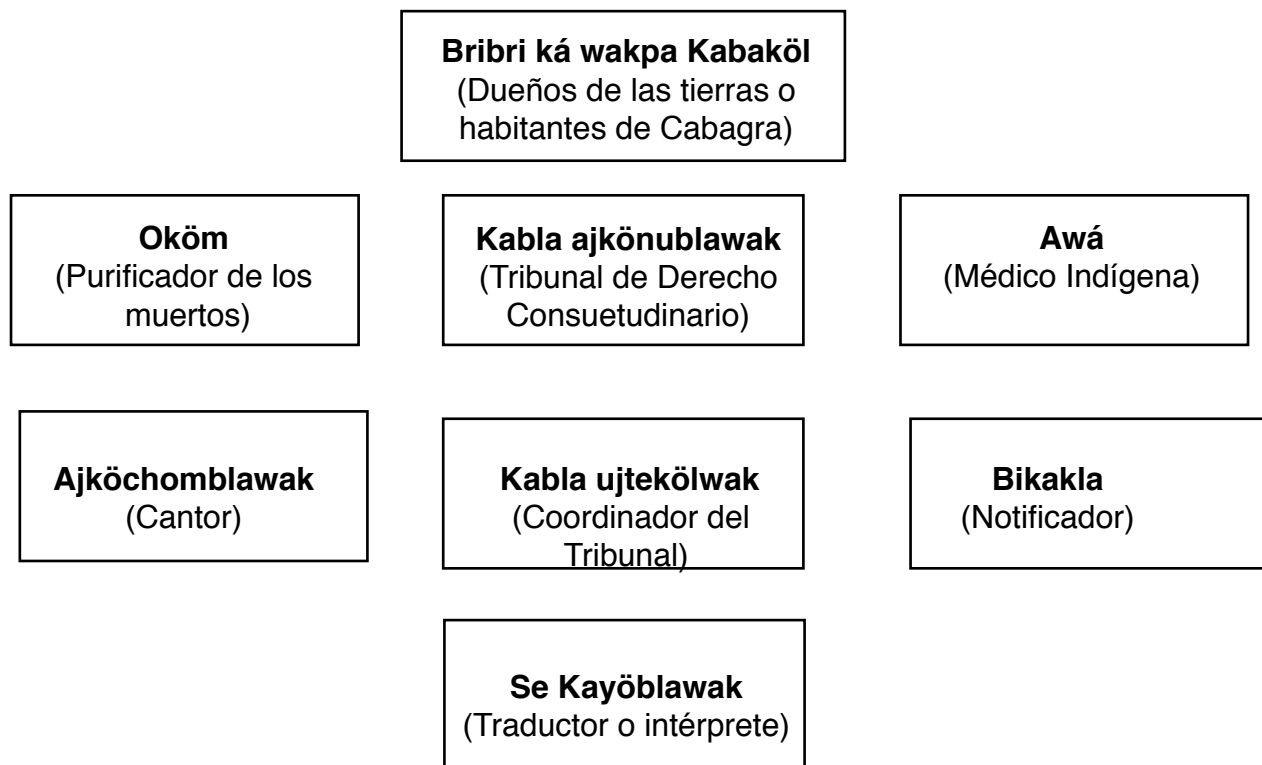 Bribri ká wakpa Kabaköl
(Dueños de las tierras o
habitantes de Cabagra)
Oköm
(Purificador de los
muertos)
Kabla ajkönublawak
(Tribunal de Derecho
Consuetudinario)
Awá
(Médico Indígena)
Ajköchomblawak
(Cantor)
Kabla ujtekölwak
(Coordinador del
Tribunal)
Bikakla
(Notificador)
Se Kayöblawak
(Traductor o intérprete)